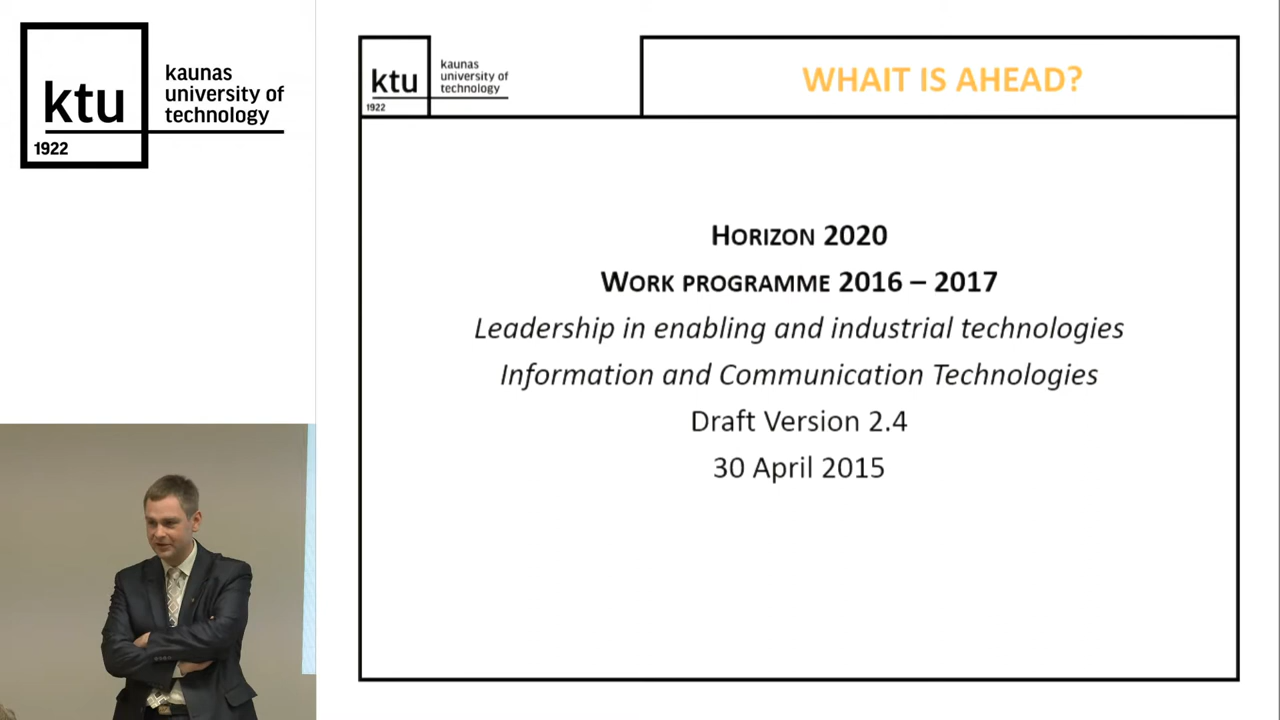 ktu
1922
kaunas
university of
technology
ktu
1922
kaunas
university of
technology
WHAIT IS AHEAD?
HORIZON 2020
WORK PROGRAMME 2016 – 2017
Leadership in enabling and industrial technologies
Information and Communication Technologies
Draft Version 2.4
30 April 2015